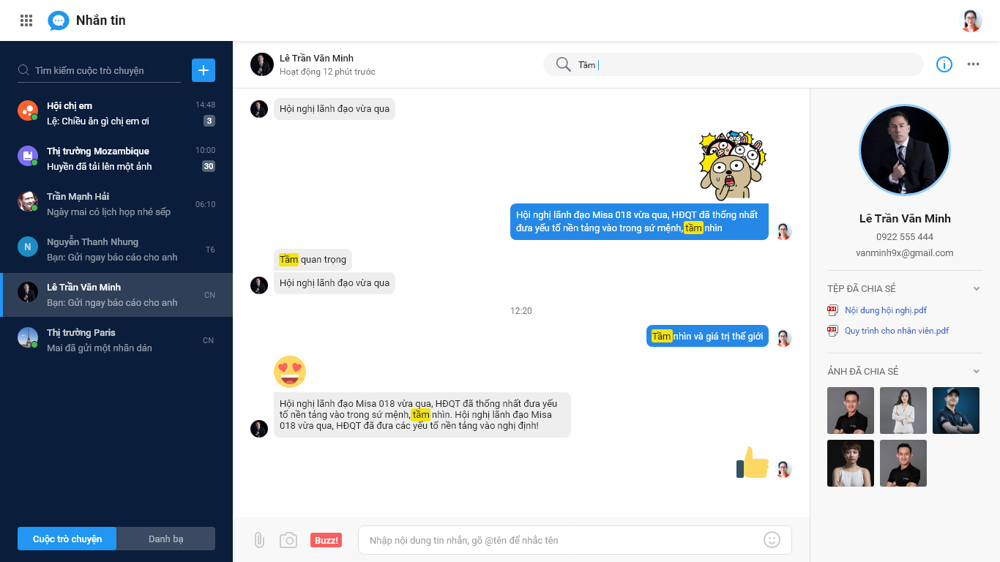 Nhắn tin
Tìm kiếm cuộc trò chuyện
Hội chị em
14:48
Lệ: Chiều ăn gì chị em ơi
3
Thị trường Mozambique
10:00
Huyền đã tải lên một ảnh
30
Trần Mạnh Hải
Ngày mai có lịch họp nhé sếp
06:10
N
Nguyễn Thanh Nhung
Bạn: Gửi ngay báo cáo cho anh
T6
Lê Trần Văn Minh
Bạn: Gửi ngay báo cáo cho anh
CN
Thị trường Paris
Mai đã gửi một nhãn dán
CN
Cuộc trò chuyện
Danh bạ
Lê Trần Văn Minh
Hoạt động 12 phút trước
Tầm
Hội nghị lãnh đạo vừa qua
Hội nghị lãnh đạo Misa 018 vừa qua, HĐQT đã thống nhất
đưa yếu tố nền tảng vào trong sứ mệnh, tầm nhìn
Tầm quan trọng
Hội nghị lãnh đạo vừa qua
12:20
Tầm nhìn và giá trị thế giới
Hội nghị lãnh đạo Misa 018 vừa qua, HĐQT đã thống nhất đưa yếu
tố nền tảng vào trong sứ mệnh, tầm nhìn. Hội nghị lãnh đạo Misa
018 vừa qua, HĐQT đã đưa các yếu tố nền tảng vào nghị định!
Buzz!
Nhập nội dung tin nhắn, gõ @tên để nhắc tên
Lê Trần Văn Minh
0922 555 444
vanminh9x@gmail.com
TỆP ĐÃ CHIA SẺ
PDF
Nội dung hội nghị.pdf
PDF
Quy trình cho nhân viên.pdf
ẢNH ĐÃ CHIA SẺ